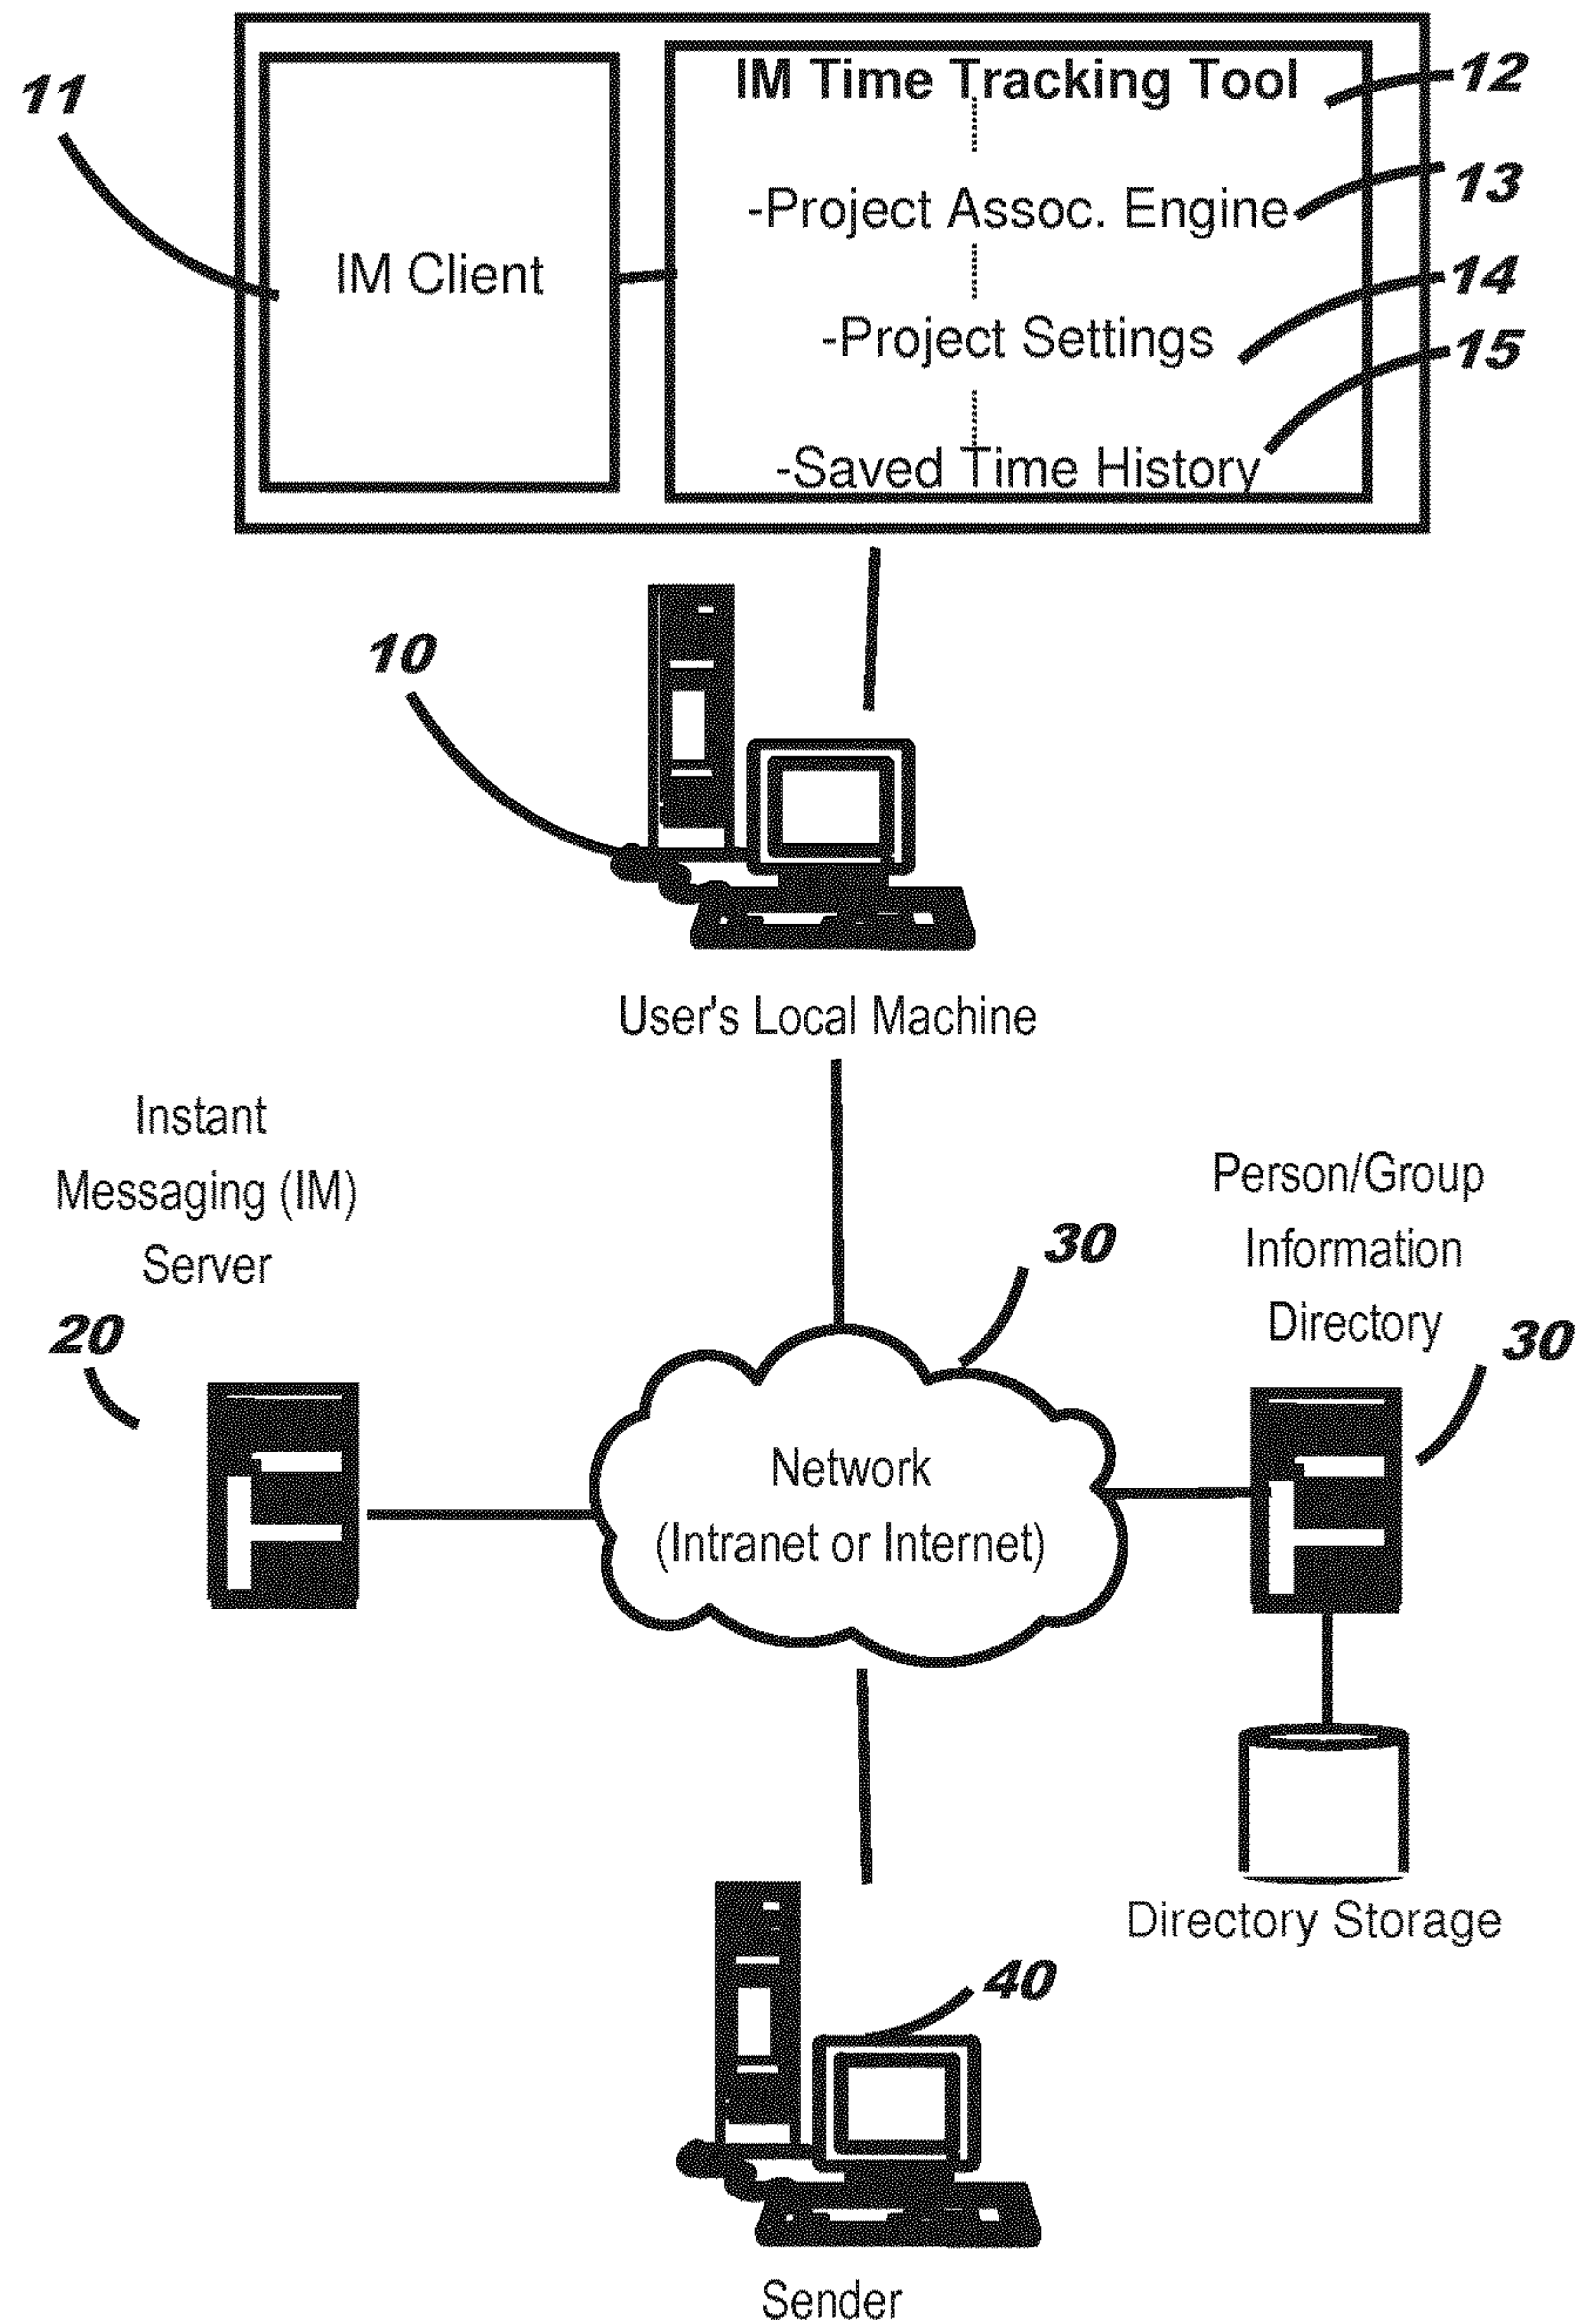 11
IM Client
IM Time Tracking Tool
12
-Project Assoc. Engine
13
-Project Settings
14
-Saved Time History
15
10
User's Local Machine
Instant
Messaging (IM)
Server
20
30
Person/Group
Information
Directory
30
Network
(Intranet or Internet)
Directory Storage
40
Sender